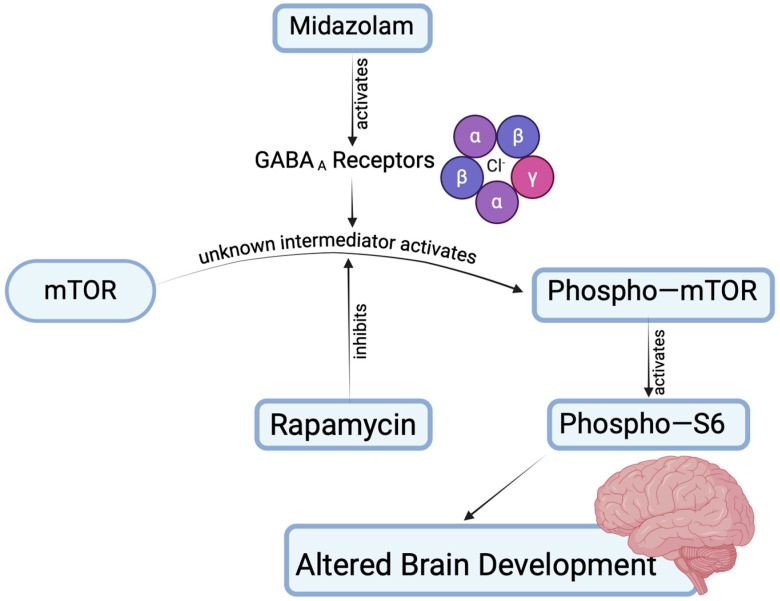 Midazolam
activates
GABA A Receptors
α
β
β
Cl-
γ
α
unknown intermediator activates
mTOR
Phospho—mTOR
inhibits
activates
Rapamycin
Phospho—S6
Altered Brain Development